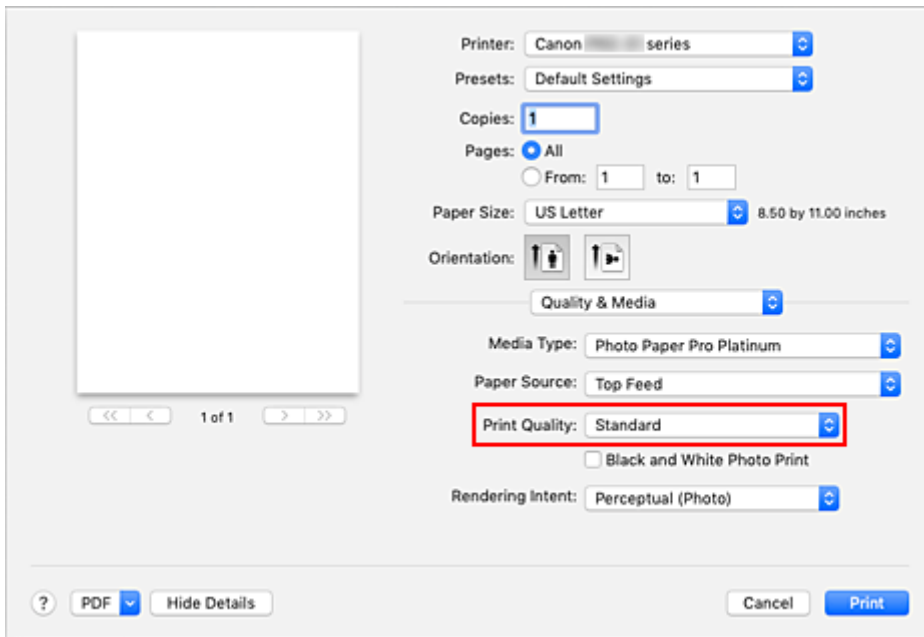 Printer: Canon series
Presets: Default Settings
Copies: 1
Pages: All
From: 1 to: 1
Paper Size: US Letter 8.50 by 11.00 inches
Orientation:
Quality & Media
Media Type: Photo Paper Pro Platinum
Paper Source: Top Feed
<< < 1 of 1 > >>
Print Quality: Standard
Black and White Photo Print
Rendering Intent: Perceptual (Photo)
? PDF Hide Details Cancel Print